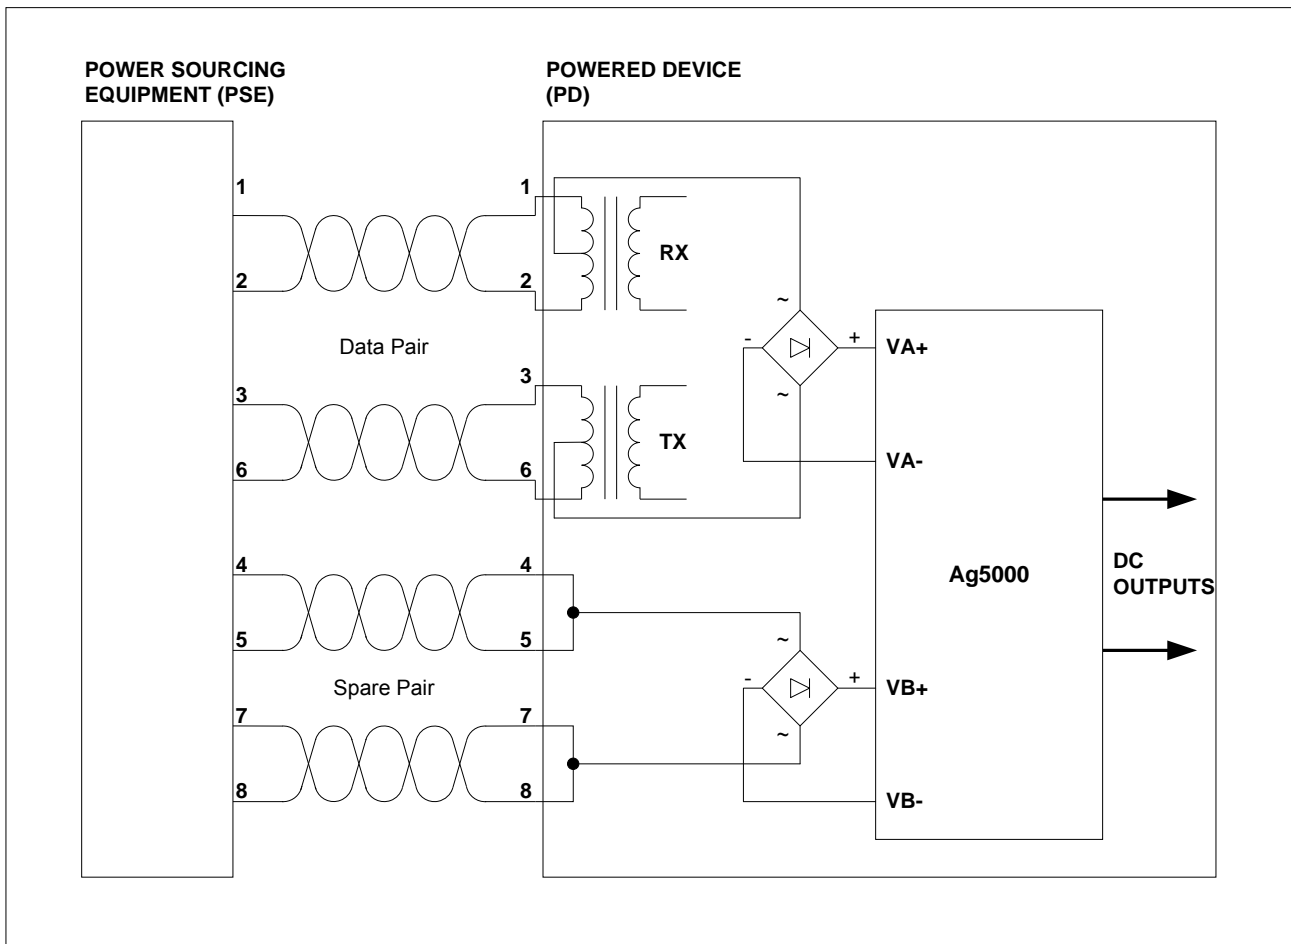 POWER SOURCING
EQUIPMENT (PSE)
POWERED DEVICE
(PD)
1
1
RX
2
2
~
Data Pair
-
+
VA+
3
3
~
TX
VA-
6
6
4
4
Ag5000
DC
OUTPUTS
5
5
~
Spare Pair
-
+
VB+
7
7
~
8
8
VB-